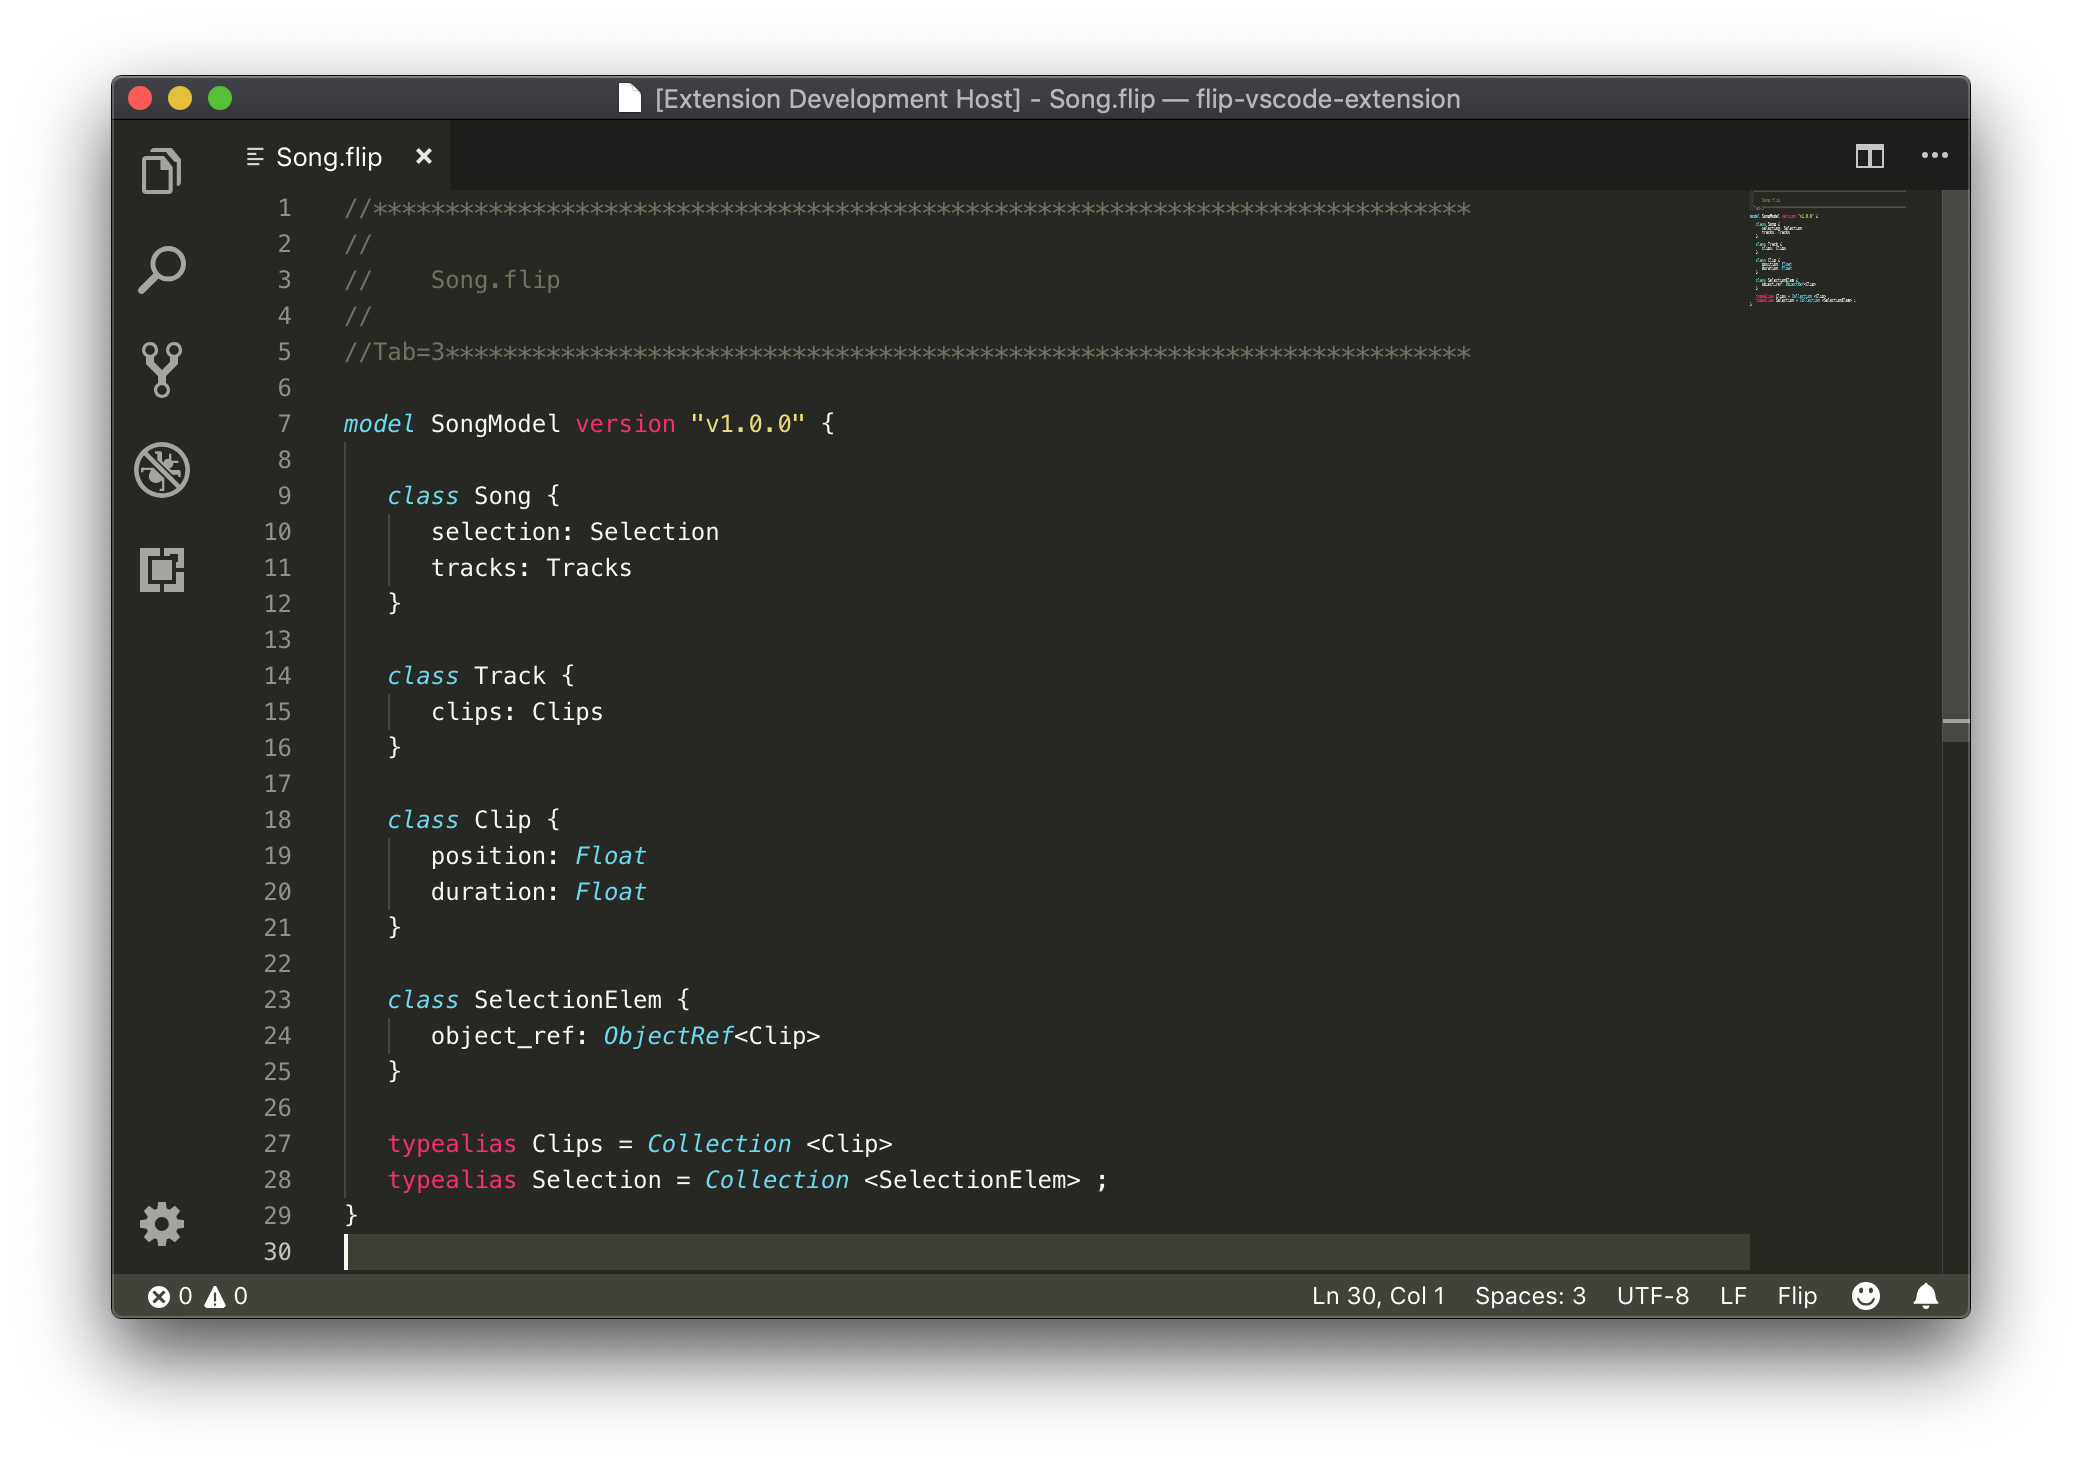 [Extension Development Host] - Song.flip — flip-vscode-extension
Song.flip
1 //****************************************************************************
2 //
3 //    Song.flip
4 //
5 //Tab=3***********************************************************************
6
7 model SongModel version "v1.0.0" {
8
9    class Song {
10       selection: Selection
11       tracks: Tracks
12    }
13
14    class Track {
15       clips: Clips
16    }
17
18    class Clip {
19       position: Float
20       duration: Float
21    }
22
23    class SelectionElem {
24       object_ref: ObjectRef<Clip>
25    }
26
27    typealias Clips = Collection <Clip>
28    typealias Selection = Collection <SelectionElem> ;
29 }
30
0 0 Ln 30, Col 1 Spaces: 3 UTF-8 LF Flip